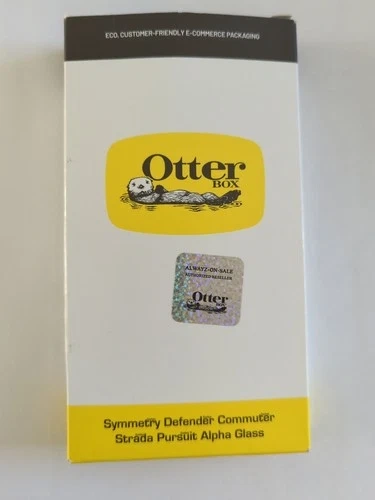 ECO, CUSTOMER-FRIENDLY E-COMMERCE PACKAGING
Otter
BOX
ALWAYZ-ON-SALE
AUTHORIZED RESELLER
Otter
BOX
Symmetry Defender Commuter
Strada Pursuit Alpha Glass